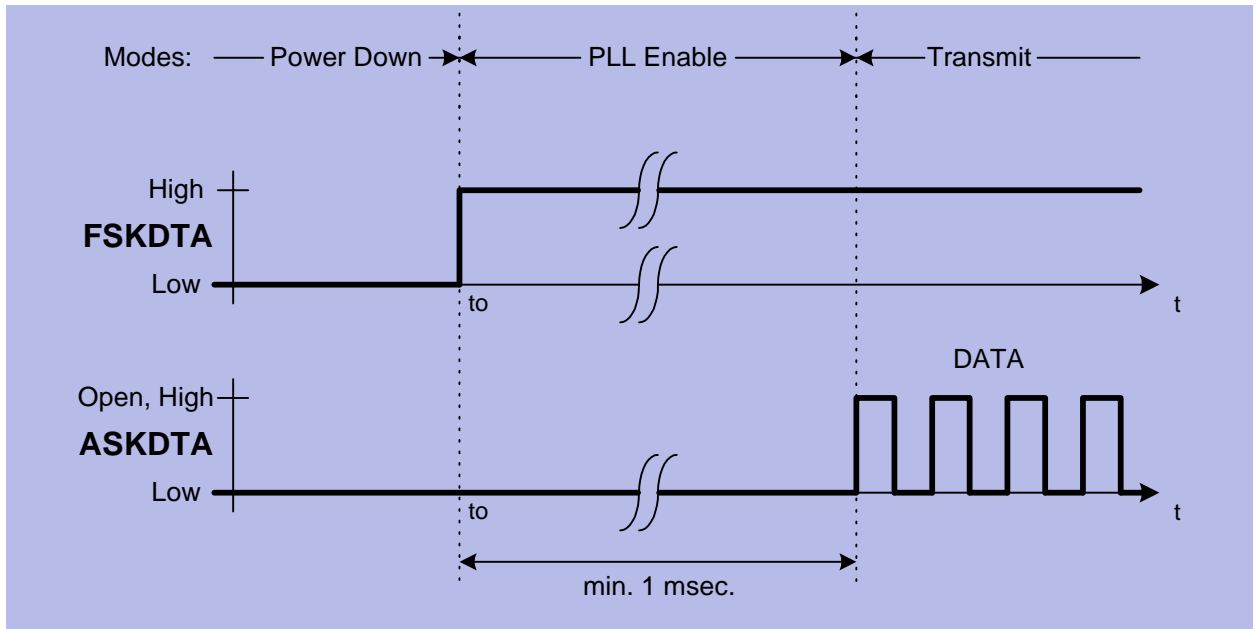 Modes: Power Down PLL Enable Transmit
High
FSKDTA
Low
to
t
DATA
Open, High
ASKDTA
Low
to
t
min. 1 msec.